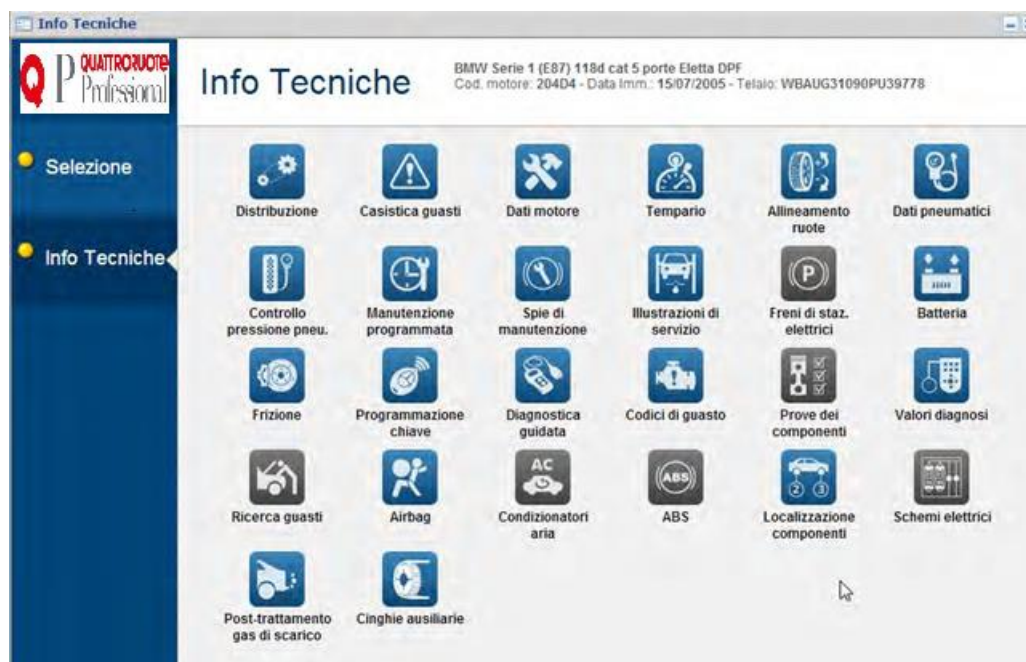 Info Tecniche
QUATTRORUOTE
Professional
Info Tecniche
BMW Serie 1 (E87) 118d cat 5 porte Eletta DPF
Cod. motore: 204D4 - Data Imm.: 15/07/2005 - Telaio: WBAUG31090PU39778
Selezione
Info Tecniche
Distribuzione
Casistica guasti
Dati motore
Tempario
Allineamento
ruote
Dati pneumatici
Controllo
pressione pneu.
Manutenzione
programmata
Spie di
manutenzione
Illustrazioni di
servizio
P
Freni di staz.
elettrici
Batteria
Frizione
Programmazione
chiave
Diagnostica
guidata
Codici di guasto
Prove dei
componenti
Valori diagnosi
Ricerca guasti
Airbag
AC
Condizionatori
aria
ABS
ABS
2 3
Localizzazione
componenti
Schemi elettrici
Post-trattamento
gas di scarico
Cinghie ausiliarie